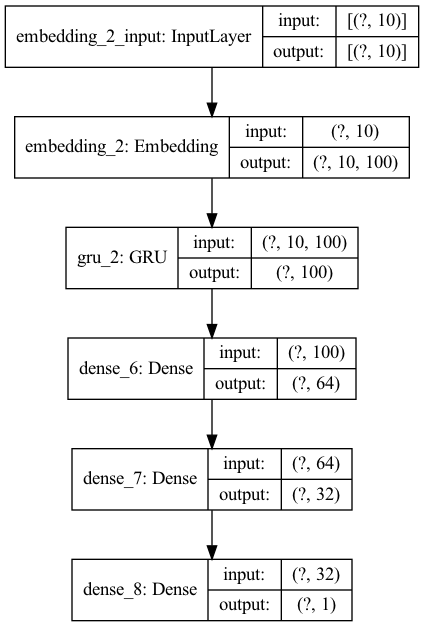 embedding_2_input: InputLayer
input: [(?, 10)]
output: [(?, 10)]
embedding_2: Embedding
input: (?, 10)
output: (?, 10, 100)
gru_2: GRU
input: (?, 10, 100)
output: (?, 100)
dense_6: Dense
input: (?, 100)
output: (?, 64)
dense_7: Dense
input: (?, 64)
output: (?, 32)
dense_8: Dense
input: (?, 32)
output: (?, 1)